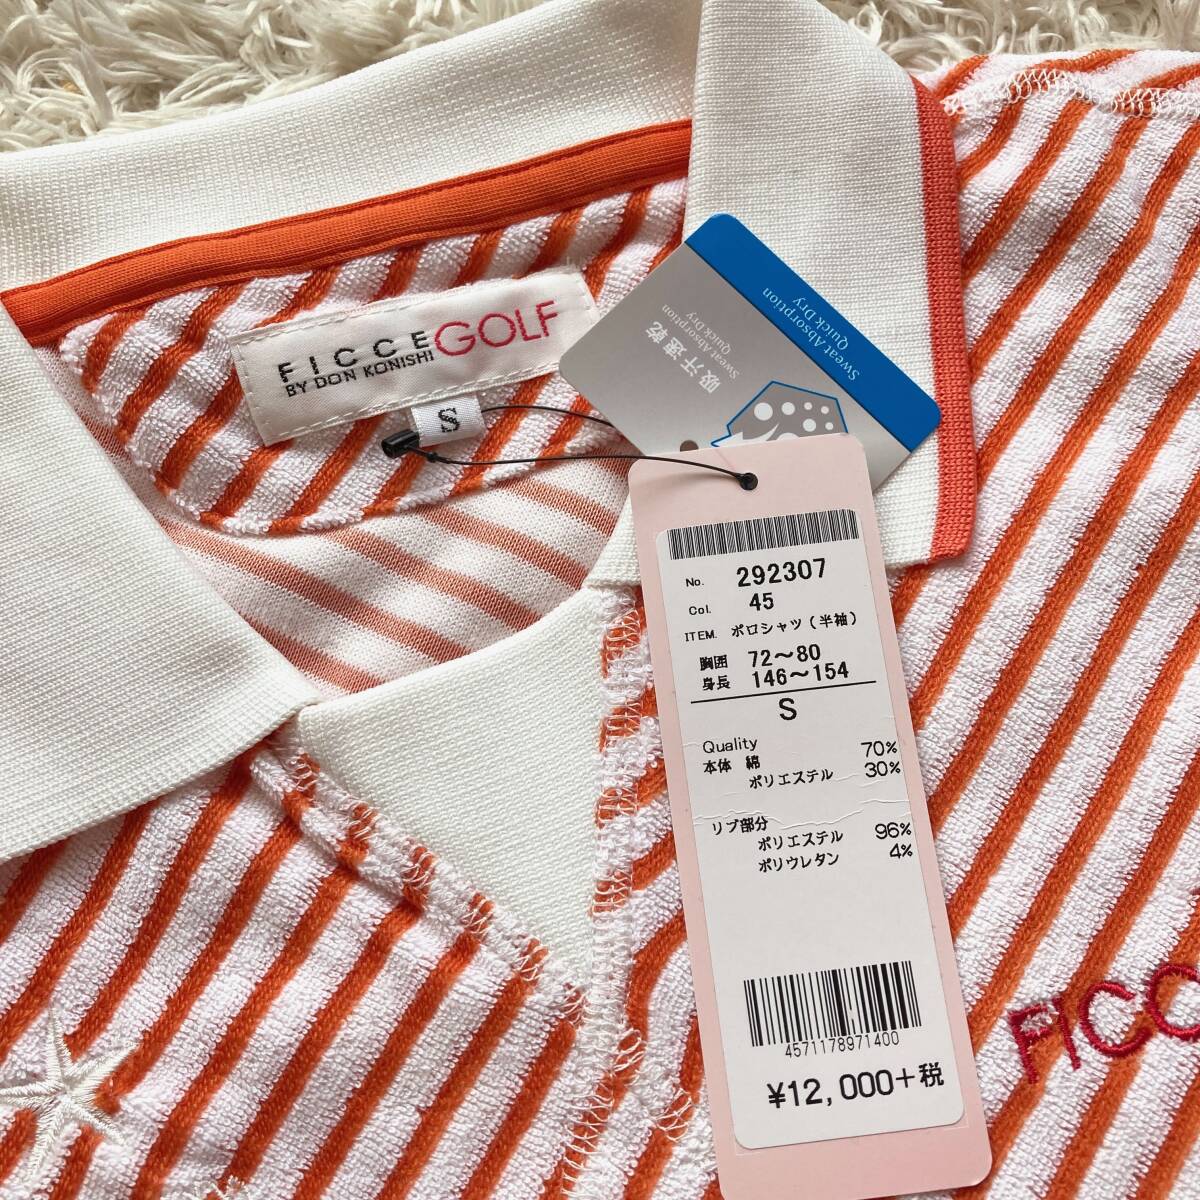 FICCE GOLF
BY DON KONISHI
S
Sweat Absorption
Quick Dry
吸汗速乾
Sweat Absorption
Quick Dry
No. 292307
Col. 45
ITEM. ポロシャツ(半袖)
胸囲 72~80
身長 146~154
S
Quality
本体 綿 70%
ポリエステル 30%
リブ部分
ポリエステル 96%
ポリウレタン 4%
4571178971400
¥12,000+税
FICC